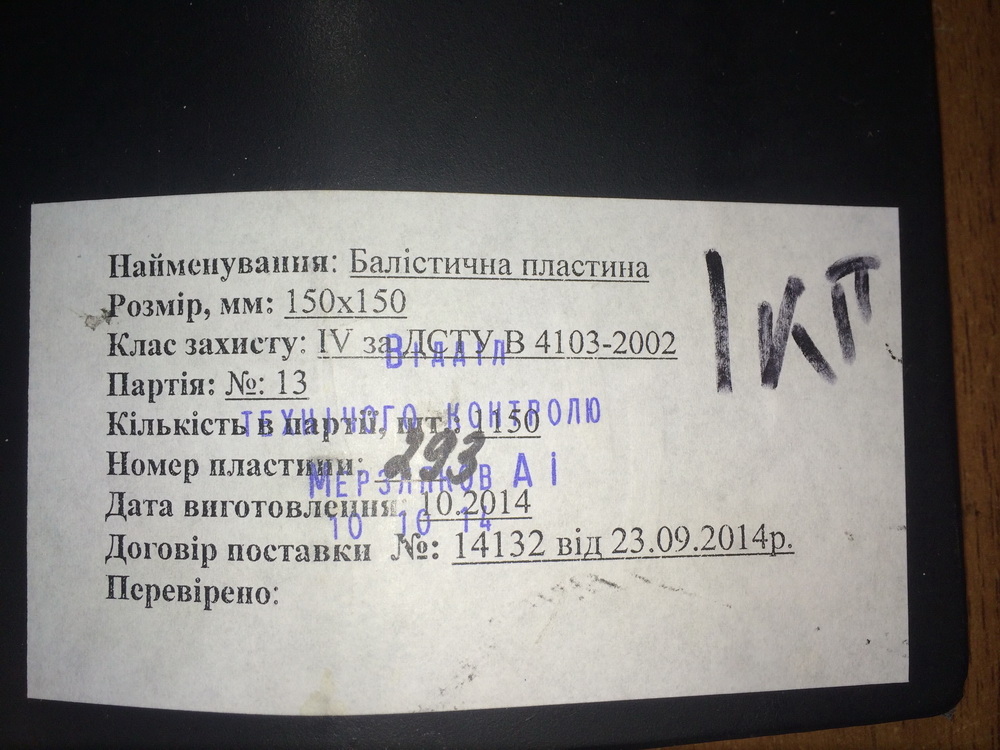 Найменування: Балістична пластина
Розмір, мм: 150х150
Клас захисту: IV за ДСТУ В 4103-2002
Відділ
Партія: №: 13
Кількість в партії, шт.: 1150
ТЕХНІЧОГО КОНТРОЛЮ
Номер пластини: 293
МЕРЗЛЯКОВ А І
Дата виготовлення: 10.2014
10 10 14
Договір поставки №: 14132 від 23.09.2014р.
Перевірено:
1КП